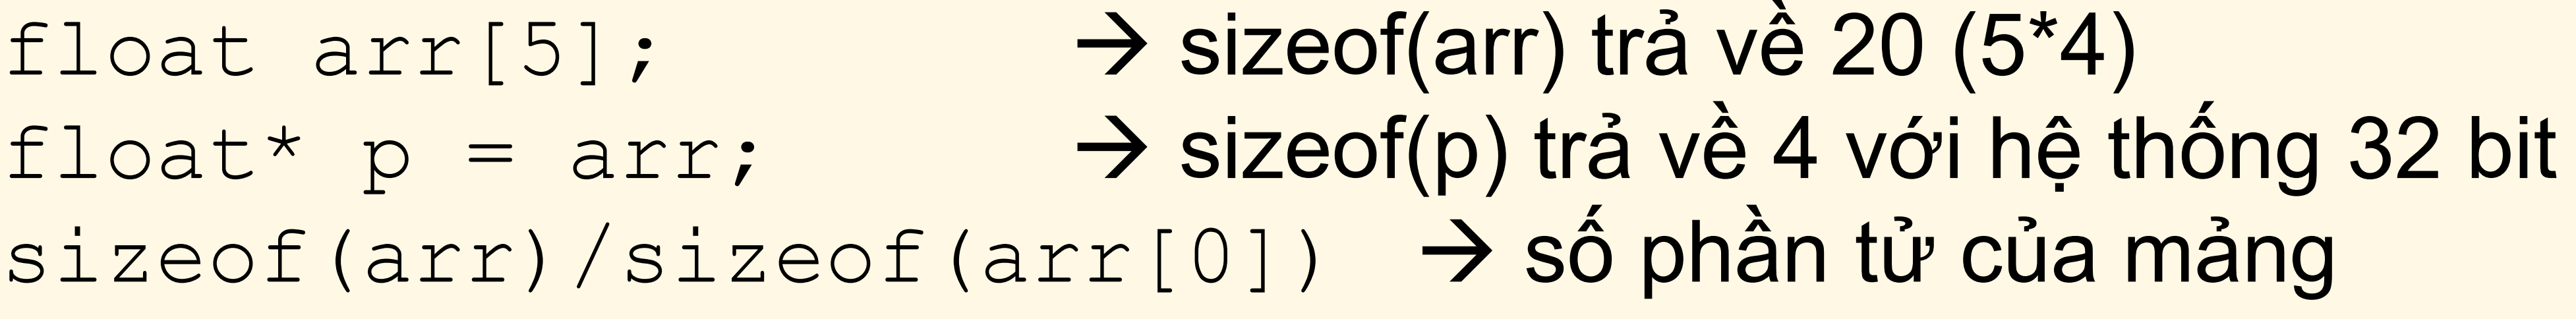 float arr[5]; → sizeof(arr) trả về 20 (5*4)
float* p = arr; → sizeof(p) trả về 4 với hệ thống 32 bit
sizeof(arr)/sizeof(arr[0]) → số phần tử của mảng